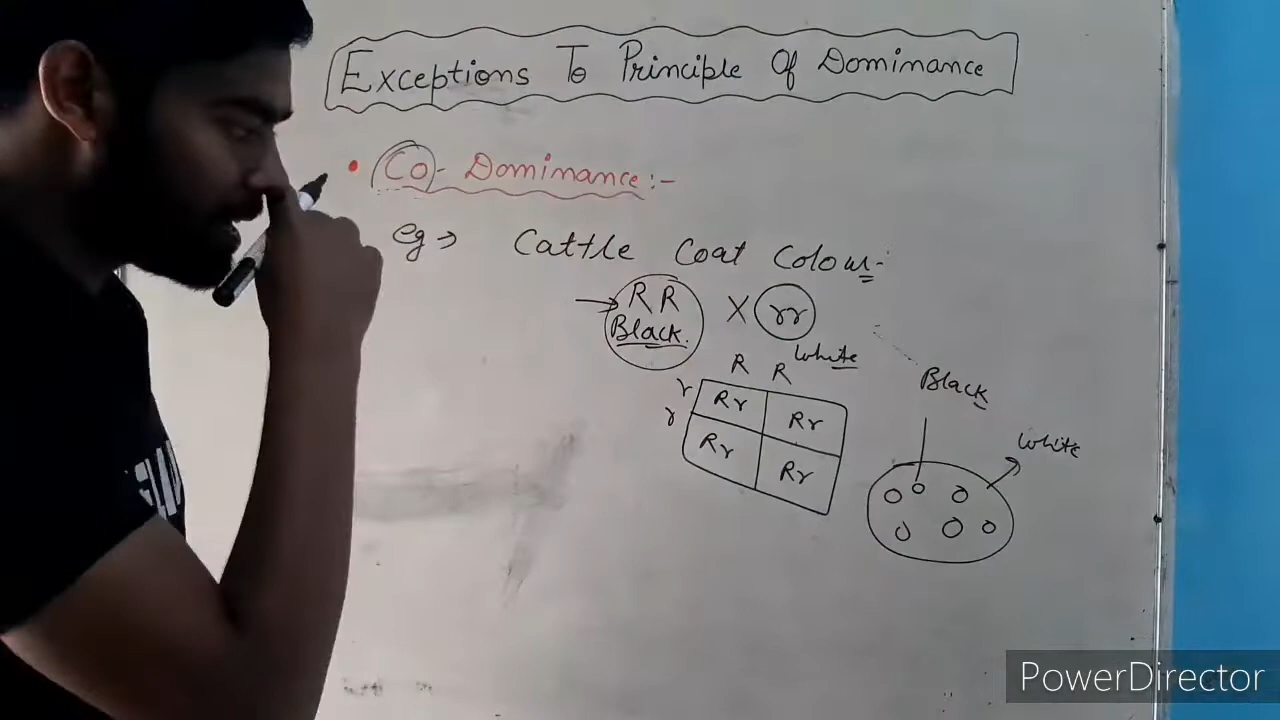 Exceptions To Principle Of Dominance
• Co- Dominance:-
eg → Cattle Coat Colour:-
RR X rr
Black. White
R R
r Rr Rr
r Rr Rr
Black
White
PowerDirector